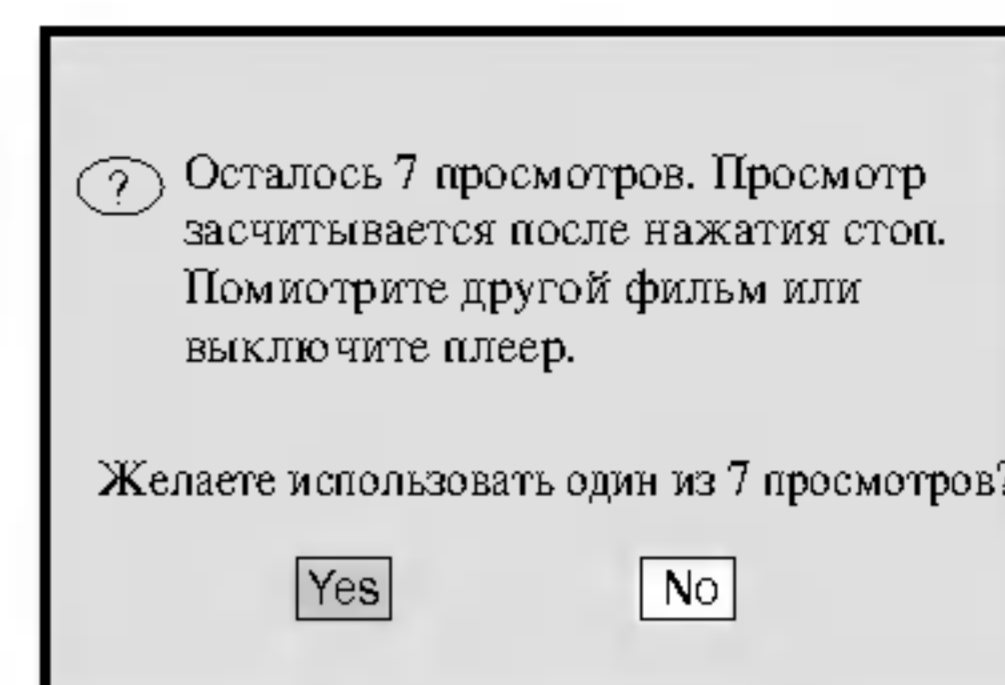 ? Осталось 7 просмотров. Просмотр
засчитывается после нажатия стоп.
Помиотрите другой фильм или
выключите плеер.
Желаете использовать один из 7 просмотров?
Yes No